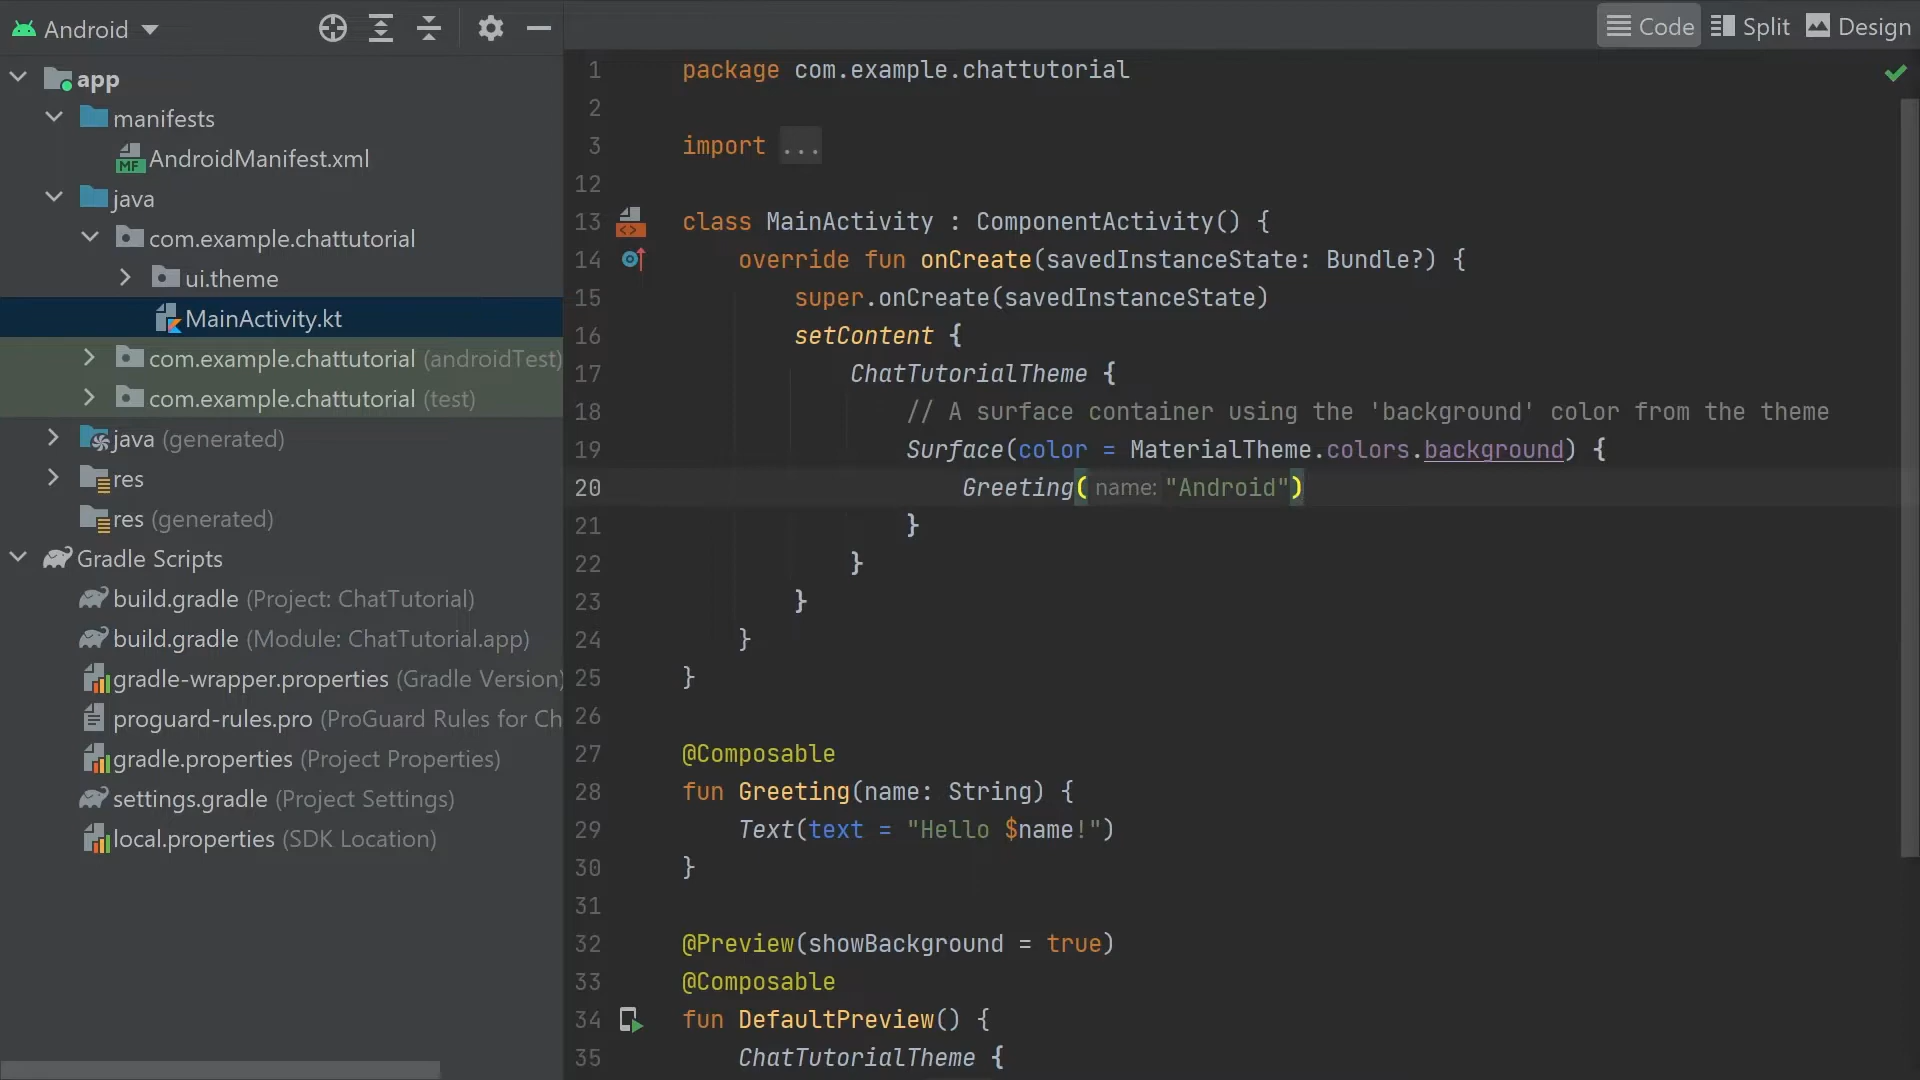 Android
Code Split Design
app
manifests
MF AndroidManifest.xml
java
com.example.chattutorial
ui.theme
MainActivity.kt
com.example.chattutorial (androidTest)
com.example.chattutorial (test)
java (generated)
res
res (generated)
Gradle Scripts
build.gradle (Project: ChatTutorial)
build.gradle (Module: ChatTutorial.app)
gradle-wrapper.properties (Gradle Version)
proguard-rules.pro (ProGuard Rules for Ch
gradle.properties (Project Properties)
settings.gradle (Project Settings)
local.properties (SDK Location)
1 package com.example.chattutorial
2
3 import ...
12
13 <> class MainActivity : ComponentActivity() {
14 override fun onCreate(savedInstanceState: Bundle?) {
15 super.onCreate(savedInstanceState)
16 setContent {
17 ChatTutorialTheme {
18 // A surface container using the 'background' color from the theme
19 Surface(color = MaterialTheme.colors.background) {
20 Greeting( name: "Android")
21 }
22 }
23 }
24 }
25 }
26
27 @Composable
28 fun Greeting(name: String) {
29 Text(text = "Hello $name!")
30 }
31
32 @Preview(showBackground = true)
33 @Composable
34 fun DefaultPreview() {
35 ChatTutorialTheme {